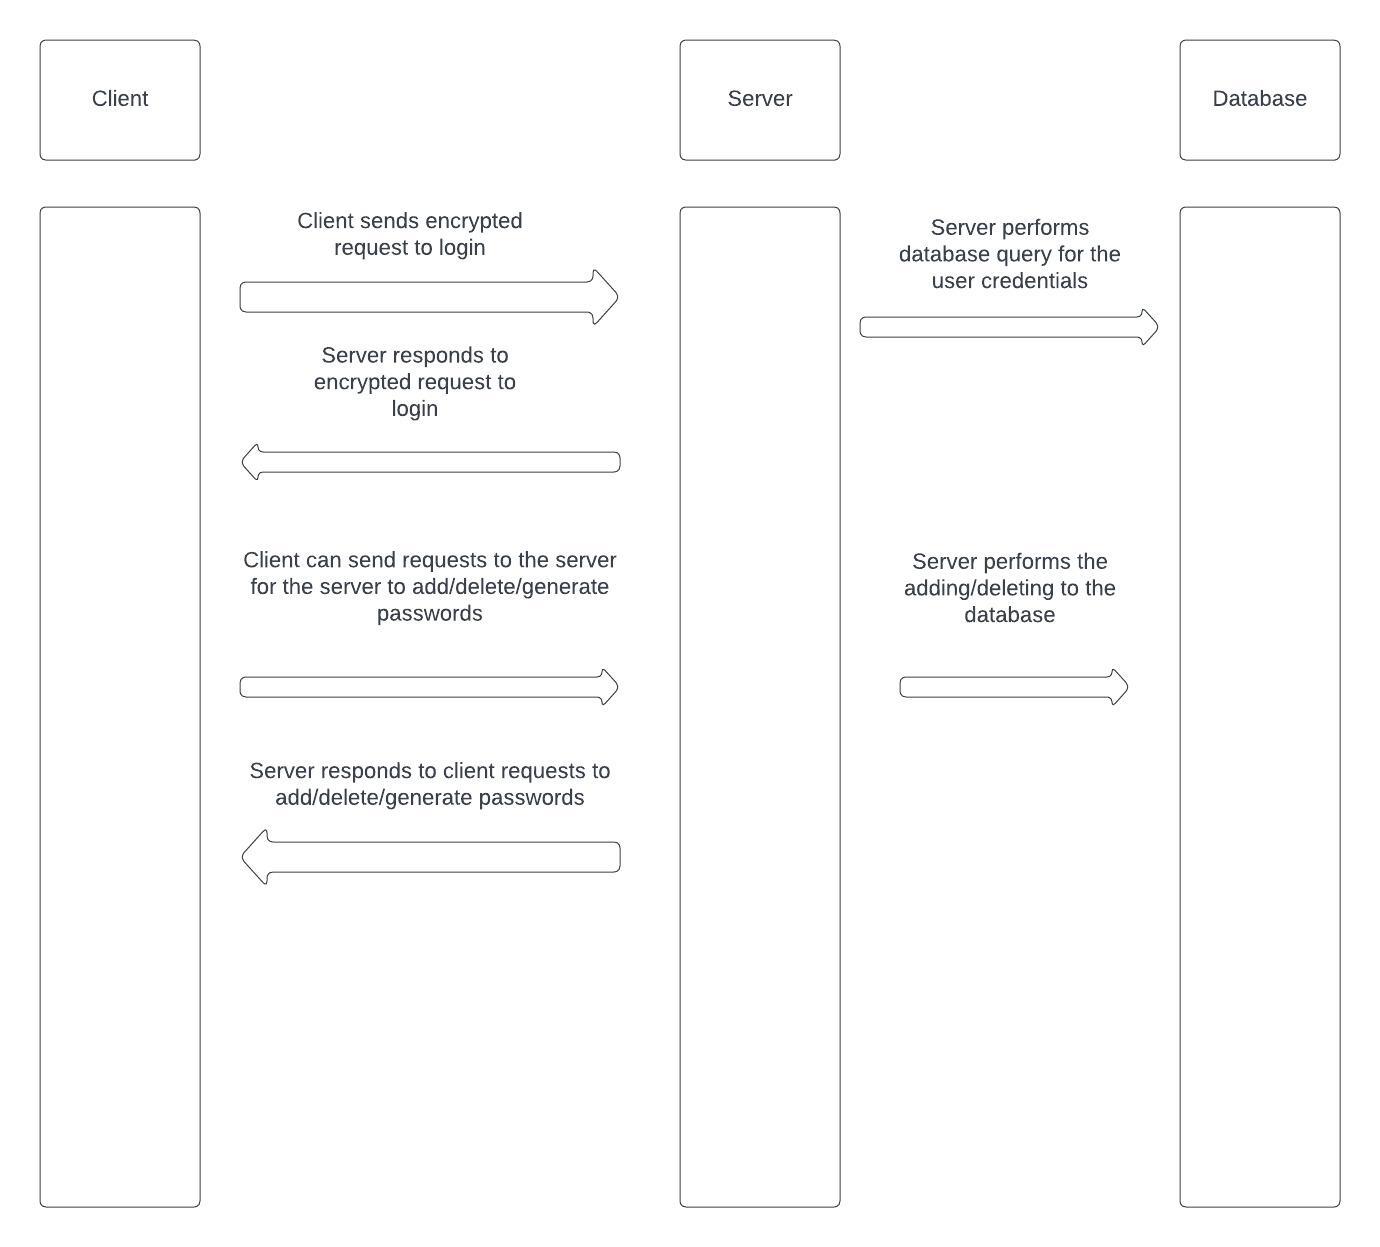 Client
Server
Database
Client sends encrypted
request to login
Server performs
database query for the
user credentials
Server responds to
encrypted request to
login
Client can send requests to the server
for the server to add/delete/generate
passwords
Server performs the
adding/deleting to the
database
Server responds to client requests to
add/delete/generate passwords